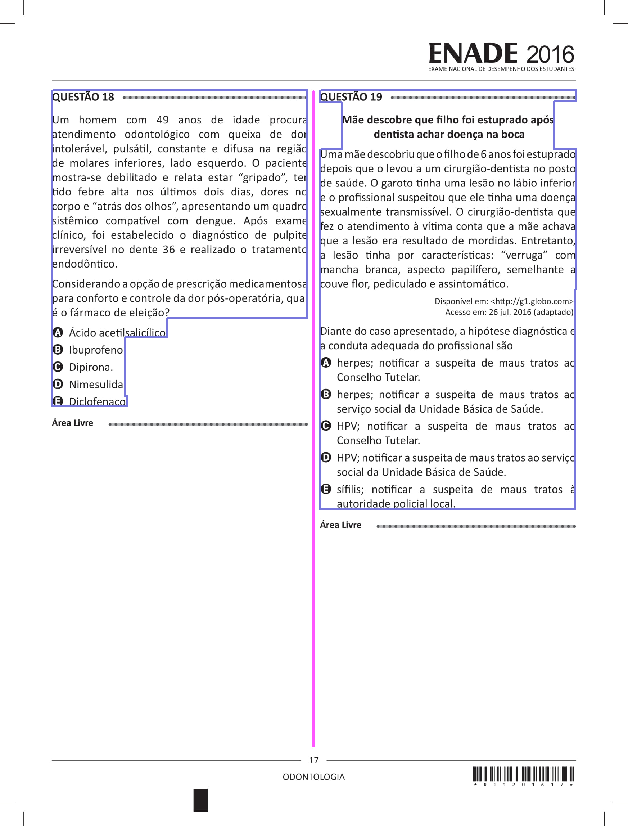 ENADE 2016
EXAME NACIONAL DE DESEMPENHO DOS ESTUDANTES
QUESTÃO 18
Um homem com 49 anos de idade procura
atendimento odontológico com queixa de dor
intolerável, pulsátil, constante e difusa na região
de molares inferiores, lado esquerdo. O paciente
mostra-se debilitado e relata estar “gripado”, ter
tido febre alta nos últimos dois dias, dores no
corpo e “atrás dos olhos”, apresentando um quadro
sistêmico compatível com dengue. Após exame
clínico, foi estabelecido o diagnóstico de pulpite
irreversível no dente 36 e realizado o tratamento
endodôntico.
Considerando a opção de prescrição medicamentosa
para conforto e controle da dor pós-operatória, qual
é o fármaco de eleição?
A Ácido acetilsalicílico.
B Ibuprofeno.
C Dipirona.
D Nimesulida.
E Diclofenaco.
Área Livre
QUESTÃO 19
Mãe descobre que filho foi estuprado após
dentista achar doença na boca
Uma mãe descobriu que o filho de 6 anos foi estuprado
depois que o levou a um cirurgião-dentista no posto
de saúde. O garoto tinha uma lesão no lábio inferior
e o profissional suspeitou que ele tinha uma doença
sexualmente transmissível. O cirurgião-dentista que
fez o atendimento à vítima conta que a mãe achava
que a lesão era resultado de mordidas. Entretanto,
a lesão tinha por características: “verruga” com
mancha branca, aspecto papilífero, semelhante a
couve flor, pediculado e assintomático.
Disponível em: <http://g1.globo.com>.
Acesso em: 26 jul. 2016 (adaptado).
Diante do caso apresentado, a hipótese diagnóstica e
a conduta adequada do profissional são
A herpes; notificar a suspeita de maus tratos ao
Conselho Tutelar.
B herpes; notificar a suspeita de maus tratos ao
serviço social da Unidade Básica de Saúde.
C HPV; notificar a suspeita de maus tratos ao
Conselho Tutelar.
D HPV; notificar a suspeita de maus tratos ao serviço
social da Unidade Básica de Saúde.
E sífilis; notificar a suspeita de maus tratos à
autoridade policial local.
Área Livre
17
ODONTOLOGIA